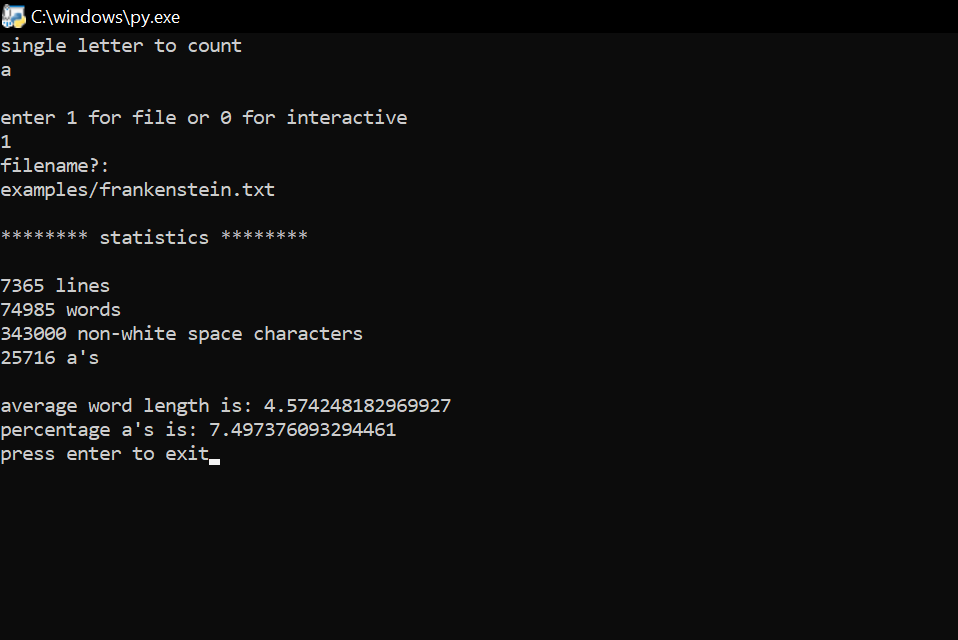 C:\windows\py.exe
single letter to count
a
enter 1 for file or 0 for interactive
1
filename?:
examples/frankenstein.txt
******** statistics ********
7365 lines
74985 words
343000 non-white space characters
25716 a's
average word length is: 4.574248182969927
percentage a's is: 7.497376093294461
press enter to exit